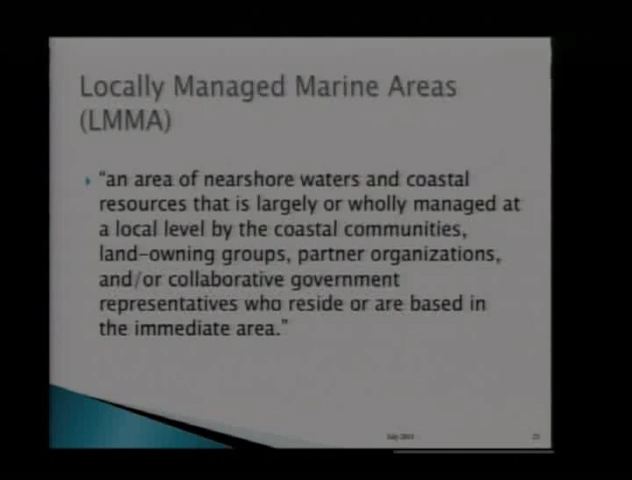 Locally Managed Marine Areas
(LMMA)
“an area of nearshore waters and coastal
resources that is largely or wholly managed at
a local level by the coastal communities,
land-owning groups, partner organizations,
and/or collaborative government
representatives who reside or are based in
the immediate area.”